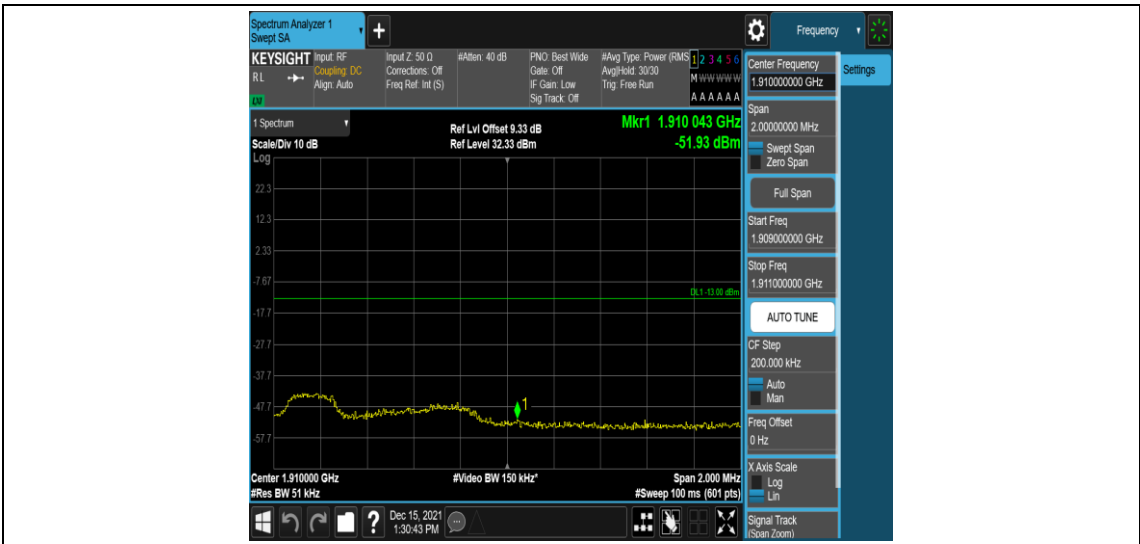 Spectrum Analyzer 1
Swept SA
+
Frequency
KEYSIGHT
RL
LXI
Input: RF
Coupling: DC
Align: Auto
Input Z: 50 Ω
Corrections: Off
Freq Ref: Int (S)
#Atten: 40 dB
PNO: Best Wide
Gate: Off
IF Gain: Low
Sig Track: Off
#Avg Type: Power (RMS
Avg|Hold: 30/30
Trig: Free Run
1 2 3 4 5 6
M W W W W W
A A A A A A
1 Spectrum
Scale/Div 10 dB
Ref Lvl Offset 9.33 dB
Ref Level 32.33 dBm
Mkr1 1.910 043 GHz
-51.93 dBm
Log
22.3
12.3
2.33
-7.67
-17.7
-27.7
-37.7
-47.7
-57.7
DL1 -13.00 dBm
1
Center 1.910000 GHz
#Res BW 51 kHz
#Video BW 150 kHz*
Span 2.000 MHz
#Sweep 100 ms (601 pts)
Center Frequency
1.910000000 GHz
Settings
Span
2.00000000 MHz
Swept Span
Zero Span
Full Span
Start Freq
1.909000000 GHz
Stop Freq
1.911000000 GHz
AUTO TUNE
CF Step
200.000 kHz
Auto
Man
Freq Offset
0 Hz
X Axis Scale
Log
Lin
Signal Track
(Span Zoom)
?
Dec 15, 2021
1:30:43 PM